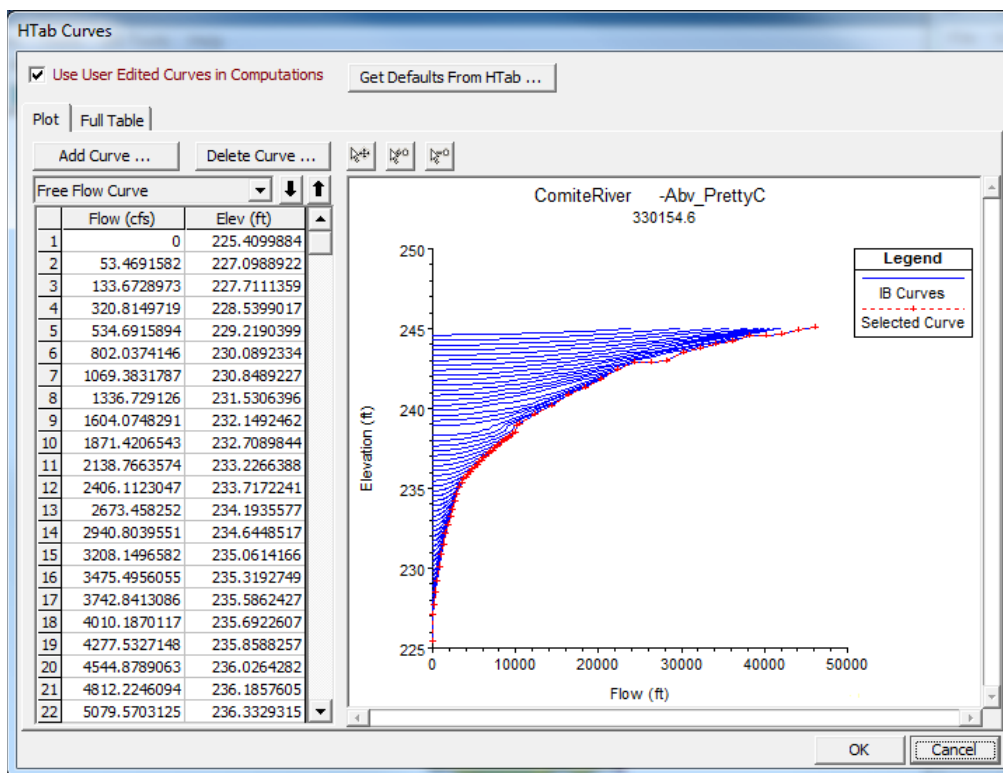 HTab Curves
Use User Edited Curves in Computations
Get Defaults From HTab ...
Plot
Full Table
Add Curve ...
Delete Curve ...
Free Flow Curve
Flow (cfs) Elev (ft)
1 0 225.4099884
2 53.4691582 227.0988922
3 133.6728973 227.7111359
4 320.8149719 228.5399017
5 534.6915894 229.2190399
6 802.0374146 230.0892334
7 1069.3831787 230.8489227
8 1336.729126 231.5306396
9 1604.0748291 232.1492462
10 1871.4206543 232.7089844
11 2138.7663574 233.2266388
12 2406.1123047 233.7172241
13 2673.458252 234.1935577
14 2940.8039551 234.6448517
15 3208.1496582 235.0614166
16 3475.4956055 235.3192749
17 3742.8413086 235.5862427
18 4010.1870117 235.6922607
19 4277.5327148 235.8588257
20 4544.8789063 236.0264282
21 4812.2246094 236.1857605
22 5079.5703125 236.3329315
ComiteRiver -Abv_PrettyC
330154.6
Legend
IB Curves
Selected Curve
250
245
240
235
230
225
Elevation (ft)
0 10000 20000 30000 40000 50000
Flow (ft)
OK
Cancel